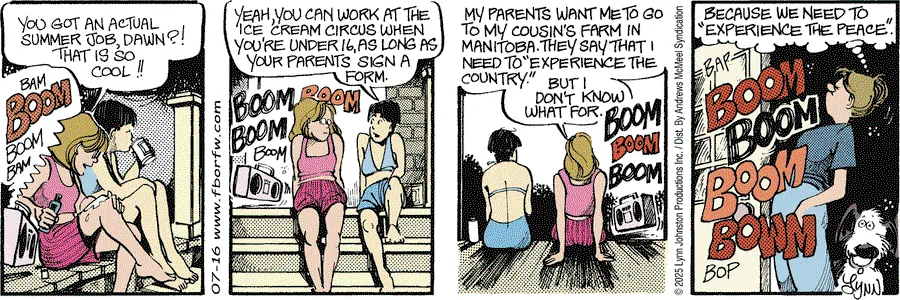 YOU GOT AN ACTUAL
SUMMER JOB, DAWN?!
THAT IS SO
COOL!!
BAM
BOOM
BOOM
BAM
07-16 www.fborfw.com
YEAH, YOU CAN WORK AT THE
ICE CREAM CIRCUS WHEN
YOU'RE UNDER 16, AS LONG AS
YOUR PARENTS SIGN A
FORM.
BOOM
BOOM
BOOM
BOOM
MY PARENTS WANT ME TO GO
TO MY COUSIN'S FARM IN
MANITOBA. THEY SAY THAT I
NEED TO "EXPERIENCE THE
COUNTRY."
BUT I
DON'T KNOW
WHAT FOR.
BOOM
BOOM
BOOM
© 2025 Lynn Johnston Productions Inc. / Dist. By Andrews McMeel Syndication
BECAUSE WE NEED TO
"EXPERIENCE THE PEACE".
BAP
BOOM
BOOM
BOOM
BOWM
BOP
LYNN